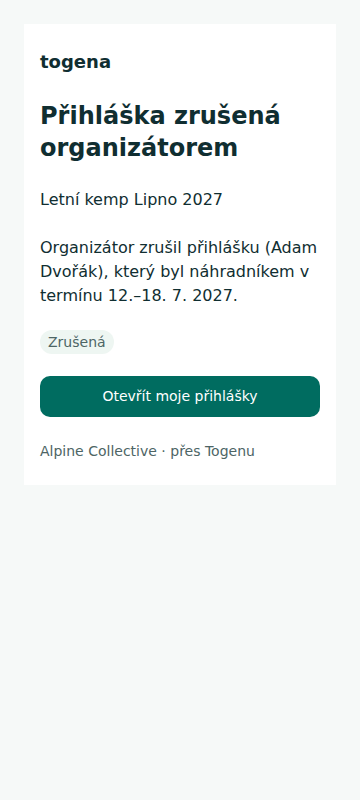 togena
Přihláška zrušená
organizátorem
Letní kemp Lipno 2027
Organizátor zrušil přihlášku (Adam
Dvořák), který byl náhradníkem v
termínu 12.–18. 7. 2027.
Zrušená
Otevřít moje přihlášky
Alpine Collective · přes Togenu